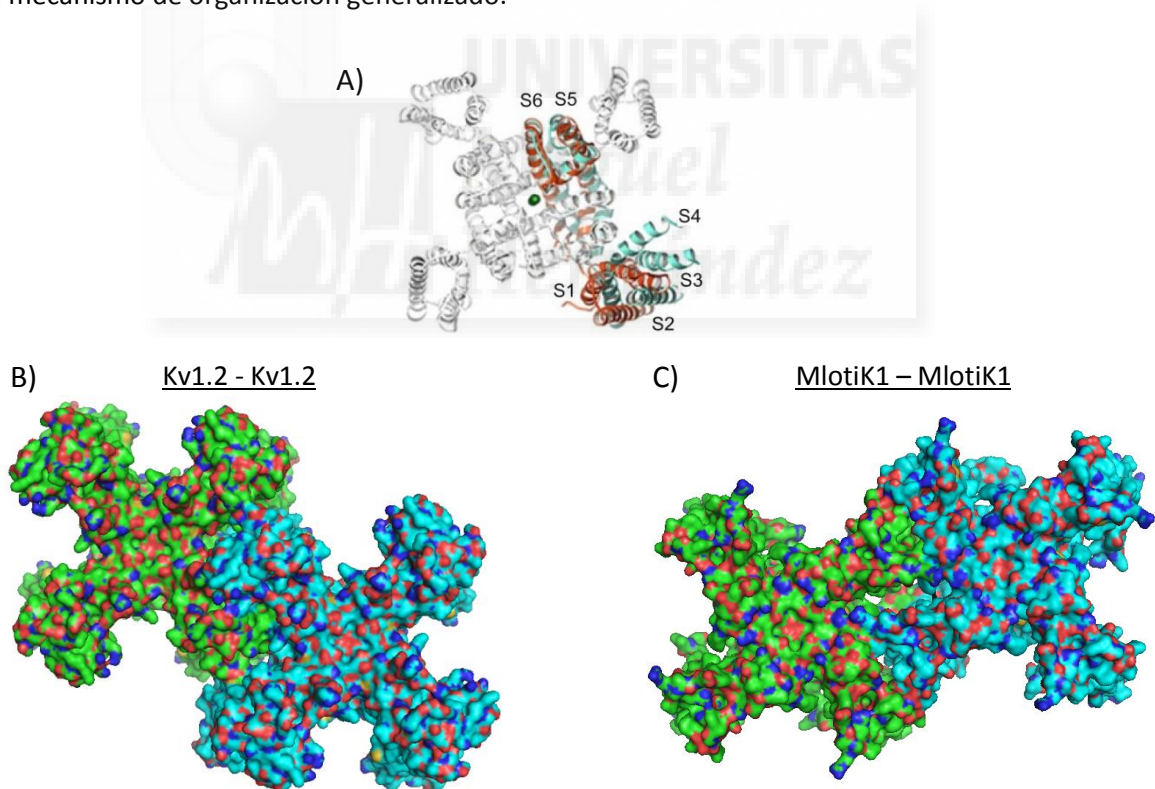 mecanismo de organización generalizado.
UNIVERSITAS
Miguel
Hernández
A)
S6 S5
S4
S3
S1
S2
B) Kv1.2 - Kv1.2
C) MlotiK1 – MlotiK1